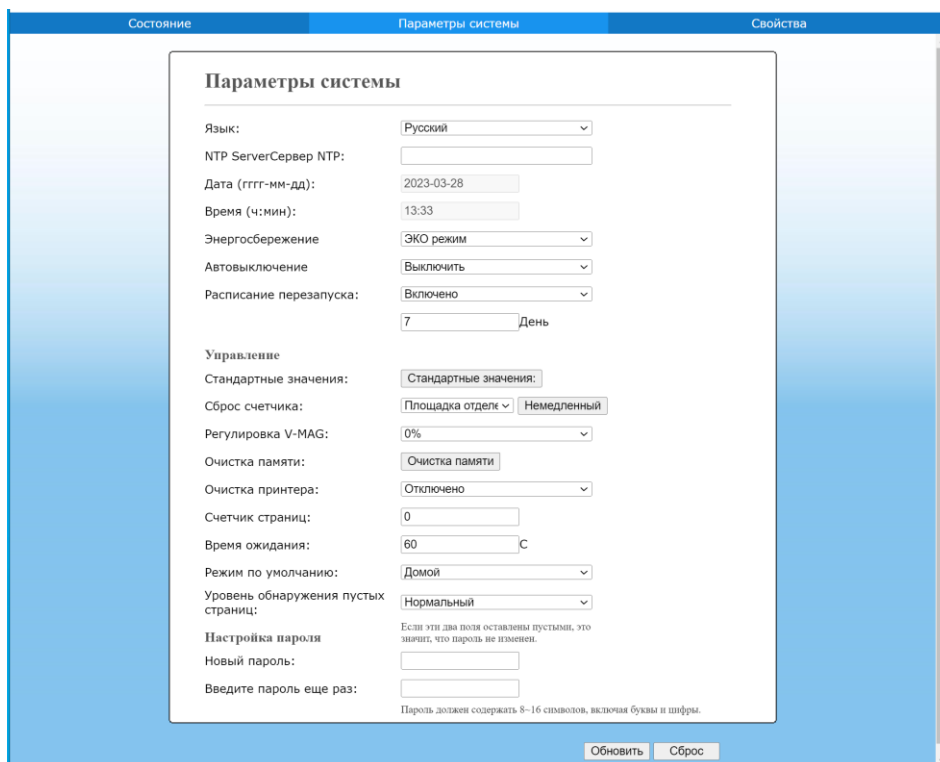 Состояние Параметры системы Свойства
Параметры системы
Язык: Русский
NTP ServerСервер NTP:
Дата (гггг-мм-дд): 2023-03-28
Время (ч:мин): 13:33
Энергосбережение ЭКО режим
Автовыключение Выключить
Расписание перезапуска: Включено
7 День
Управление
Стандартные значения: Стандартные значения:
Сброс счетчика: Площадка отделе Немедленный
Регулировка V-MAG: 0%
Очистка памяти: Очистка памяти
Очистка принтера: Отключено
Счетчик страниц: 0
Время ожидания: 60 С
Режим по умолчанию: Домой
Уровень обнаружения пустых
страниц: Нормальный
Если эти два поля оставлены пустыми, это
значит, что пароль не изменен.
Настройка пароля
Новый пароль:
Введите пароль еще раз:
Пароль должен содержать 8~16 символов, включая буквы и цифры.
Обновить Сброс